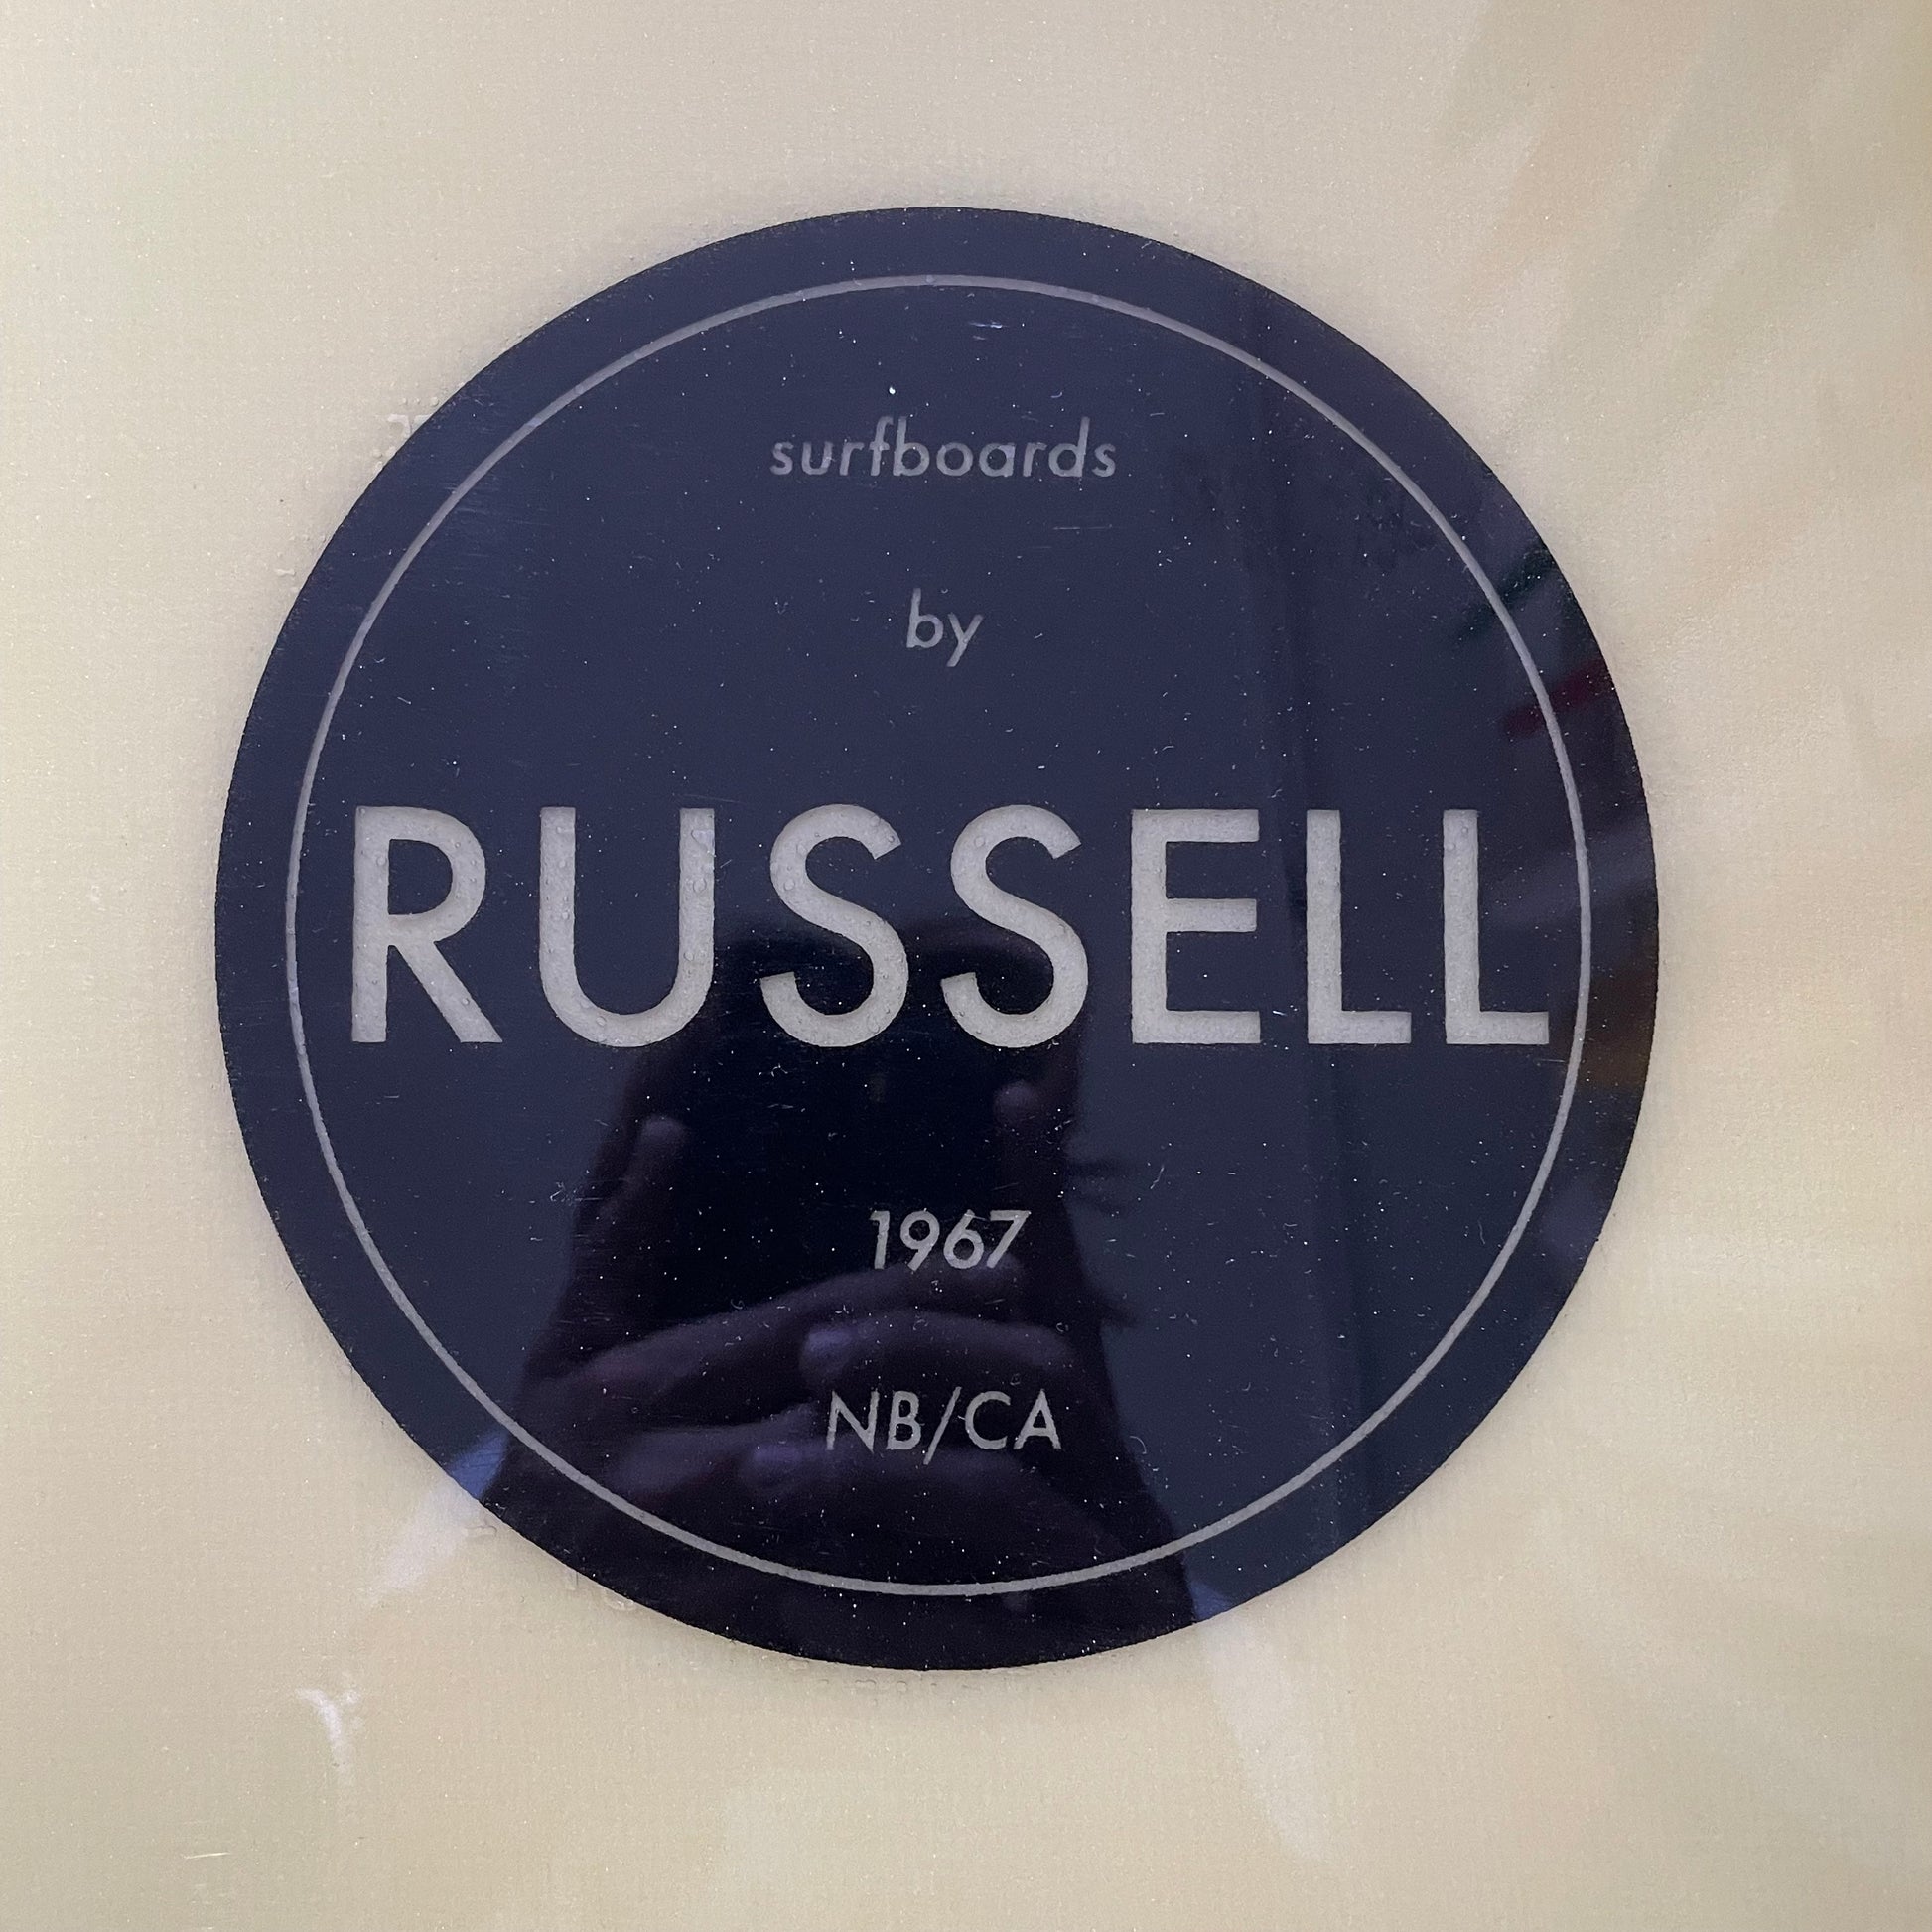 surfboards
by
RUSSELL
1967
NB/CA